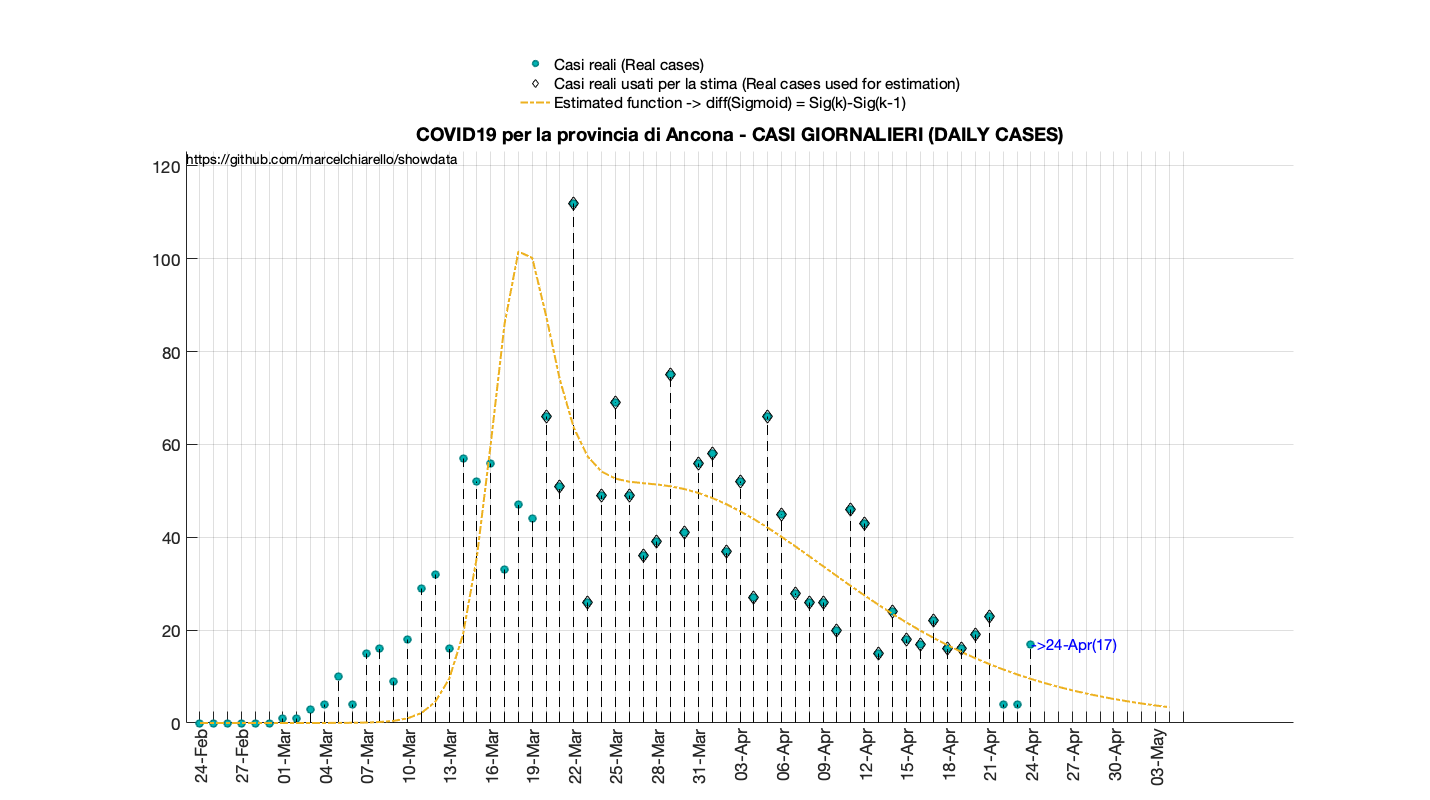 Casi reali (Real cases)
Casi reali usati per la stima (Real cases used for estimation)
Estimated function -> diff(Sigmoid) = Sig(k)-Sig(k-1)
COVID19 per la provincia di Ancona - CASI GIORNALIERI (DAILY CASES)
https://github.com/marcelchiarello/showdata
120
100
80
60
40
20
0
->24-Apr(17)
24-Feb
27-Feb
01-Mar
04-Mar
07-Mar
10-Mar
13-Mar
16-Mar
19-Mar
22-Mar
25-Mar
28-Mar
31-Mar
03-Apr
06-Apr
09-Apr
12-Apr
15-Apr
18-Apr
21-Apr
24-Apr
27-Apr
30-Apr
03-May